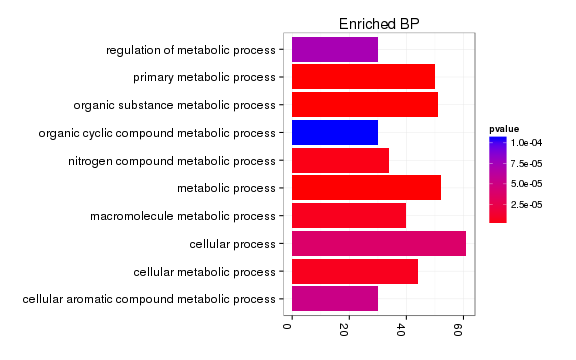 Enriched BP
regulation of metabolic process
primary metabolic process
organic substance metabolic process
organic cyclic compound metabolic process
nitrogen compound metabolic process
metabolic process
macromolecule metabolic process
cellular process
cellular metabolic process
cellular aromatic compound metabolic process
0
20
40
60
pvalue
1.0e-04
7.5e-05
5.0e-05
2.5e-05